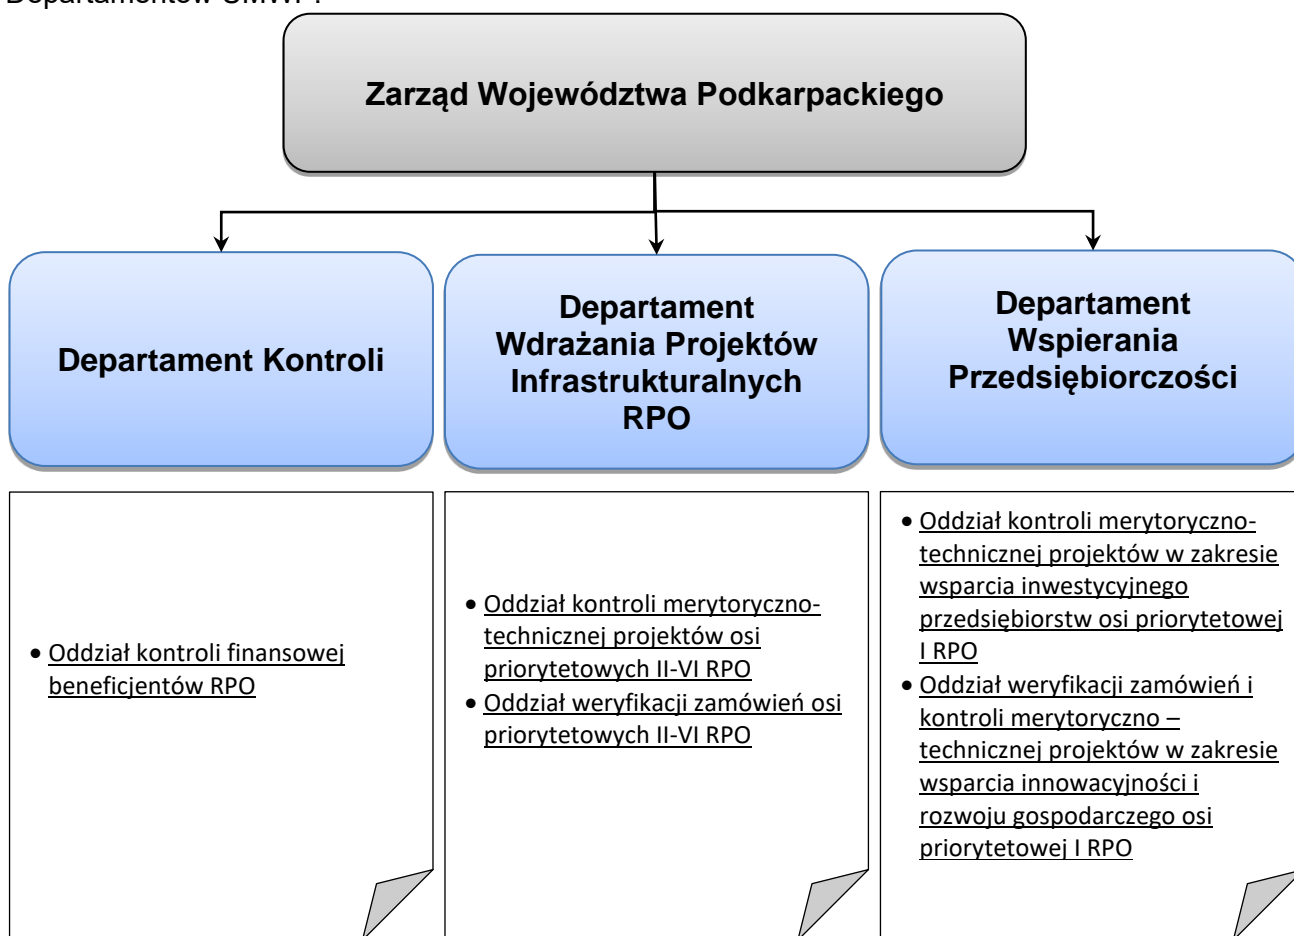 Departamentów UMWP.
Zarząd Województwa Podkarpackiego
Departament Kontroli
Departament
Wdrażania Projektów
Infrastrukturalnych
RPO
Departament
Wspierania
Przedsiębiorczości
• Oddział kontroli finansowej
beneficjentów RPO
• Oddział kontroli merytoryczno-
technicznej projektów osi
priorytetowych II-VI RPO
• Oddział weryfikacji zamówień osi
priorytetowych II-VI RPO
• Oddział kontroli merytoryczno-
technicznej projektów w zakresie
wsparcia inwestycyjnego
przedsiębiorstw osi priorytetowej
I RPO
• Oddział weryfikacji zamówień i
kontroli merytoryczno –
technicznej projektów w zakresie
wsparcia innowacyjności i
rozwoju gospodarczego osi
priorytetowej I RPO